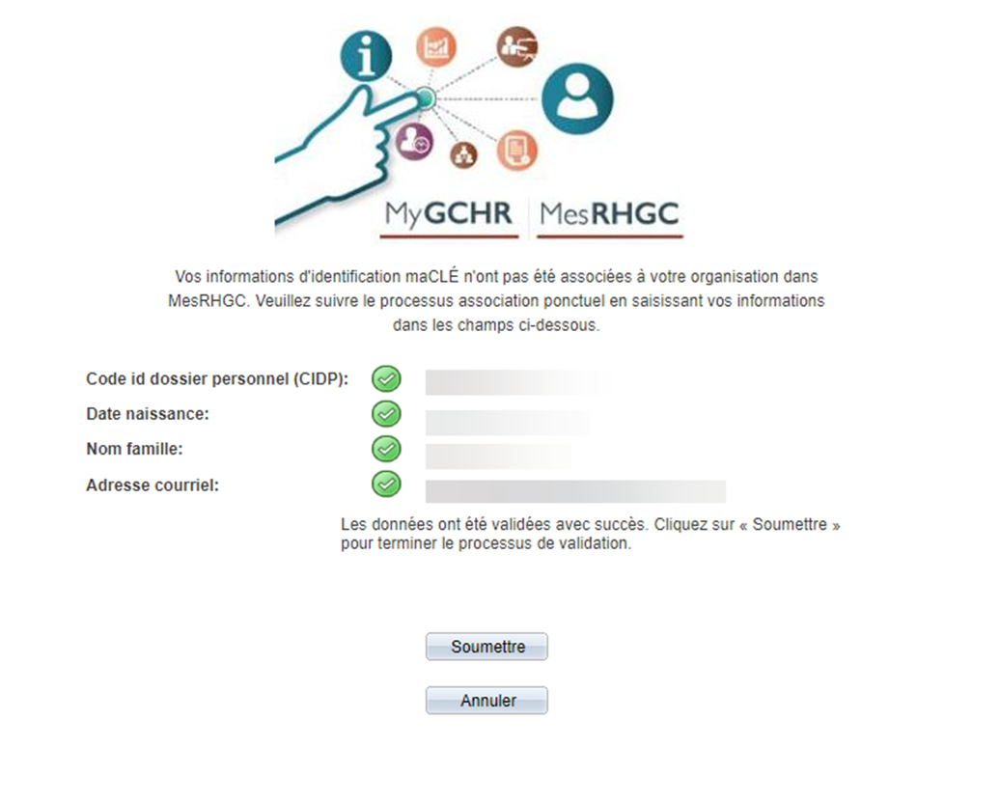 MyGCHR | MesRHGC
Vos informations d'identification maCLÉ n'ont pas été associées à votre organisation dans
MesRHGC. Veuillez suivre le processus association ponctuel en saisissant vos informations
dans les champs ci-dessous.
Code id dossier personnel (CIDP):
Date naissance:
Nom famille:
Adresse courriel:
Les données ont été validées avec succès. Cliquez sur « Soumettre »
pour terminer le processus de validation.
Soumettre
Annuler